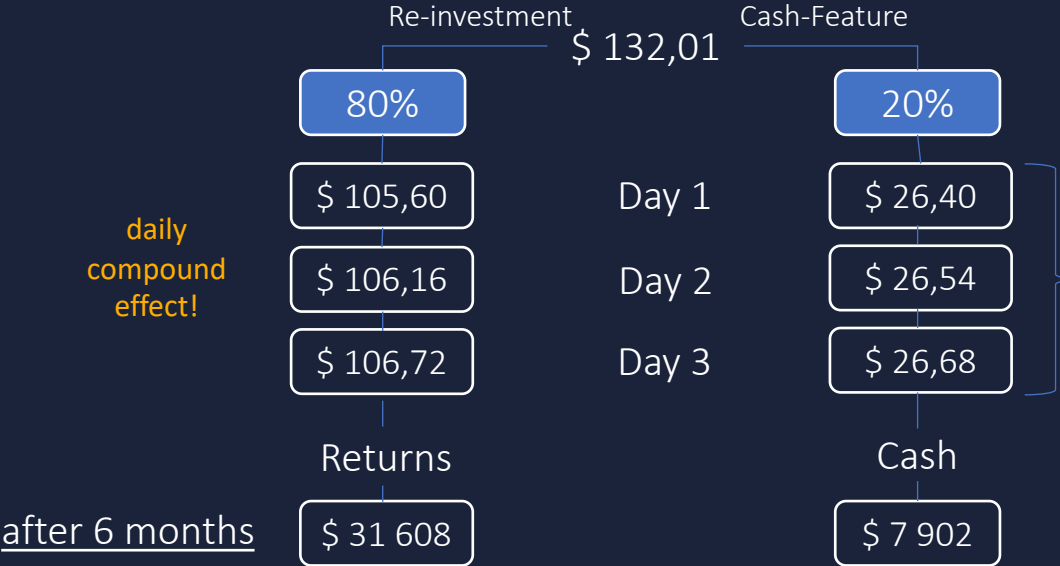 Re-investment
Cash-Feature
$ 132,01
80%
20%
$ 105,60
Day 1
$ 26,40
daily
compound
effect!
$ 106,16
Day 2
$ 26,54
$ 106,72
Day 3
$ 26,68
Returns
Cash
after 6 months
$ 31 608
$ 7 902